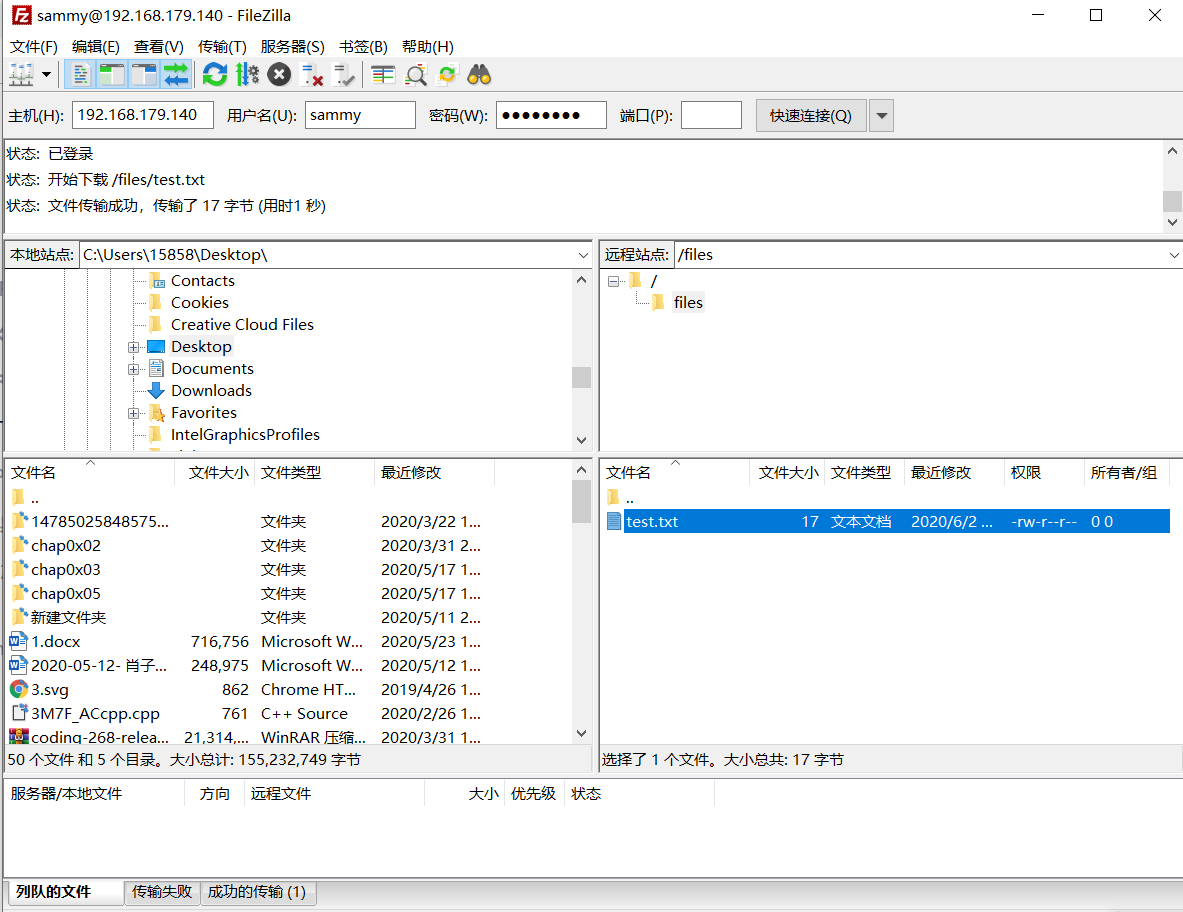 sammy@192.168.179.140 - FileZilla
文件(F) 编辑(E) 查看(V) 传输(T) 服务器(S) 书签(B) 帮助(H)
主机(H): 192.168.179.140 用户名(U): sammy 密码(W): ●●●●●●●● 端口(P): 快速连接(Q)
状态: 已登录
状态: 开始下载 /files/test.txt
状态: 文件传输成功，传输了 17 字节 (用时1 秒)
本地站点: C:\Users\15858\Desktop\
Contacts
Cookies
Creative Cloud Files
Desktop
Documents
Downloads
Favorites
IntelGraphicsProfiles
远程站点: /files
/
files
文件名 文件大小 文件类型 最近修改
..
14785025848575... 文件夹 2020/3/22 1...
chap0x02 文件夹 2020/3/31 2...
chap0x03 文件夹 2020/5/17 1...
chap0x05 文件夹 2020/5/17 1...
新建文件夹 文件夹 2020/5/11 2...
1.docx 716,756 Microsoft W... 2020/5/23 1...
2020-05-12- 肖子... 248,975 Microsoft W... 2020/5/12 1...
3.svg 862 Chrome HT... 2019/4/26 1...
3M7F_ACcpp.cpp 761 C++ Source 2020/2/26 1...
coding-268-relea... 21,314,... WinRAR 压缩... 2020/3/31 1...
50 个文件 和 5 个目录。大小总计: 155,232,749 字节
文件名 文件大小 文件类型 最近修改 权限 所有者/组
..
test.txt 17 文本文档 2020/6/2 ... -rw-r--r-- 0 0
选择了 1 个文件。大小总共: 17 字节
服务器/本地文件 方向 远程文件 大小 优先级 状态
列队的文件 传输失败 成功的传输 (1)